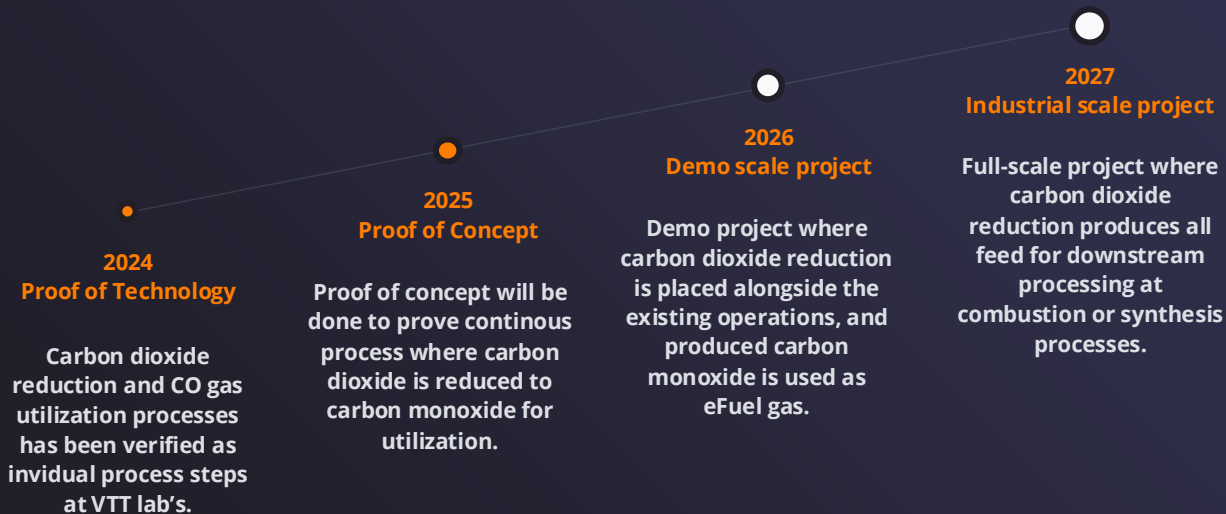 2024
Proof of Technology
Carbon dioxide
reduction and CO gas
utilization processes
has been verified as
invidual process steps
at VTT lab’s.
2025
Proof of Concept
Proof of concept will be
done to prove continous
process where carbon
dioxide is reduced to
carbon monoxide for
utilization.
2026
Demo scale project
Demo project where
carbon dioxide reduction
is placed alongside the
existing operations, and
produced carbon
monoxide is used as
eFuel gas.
2027
Industrial scale project
Full-scale project where
carbon dioxide
reduction produces all
feed for downstream
processing at
combustion or synthesis
processes.